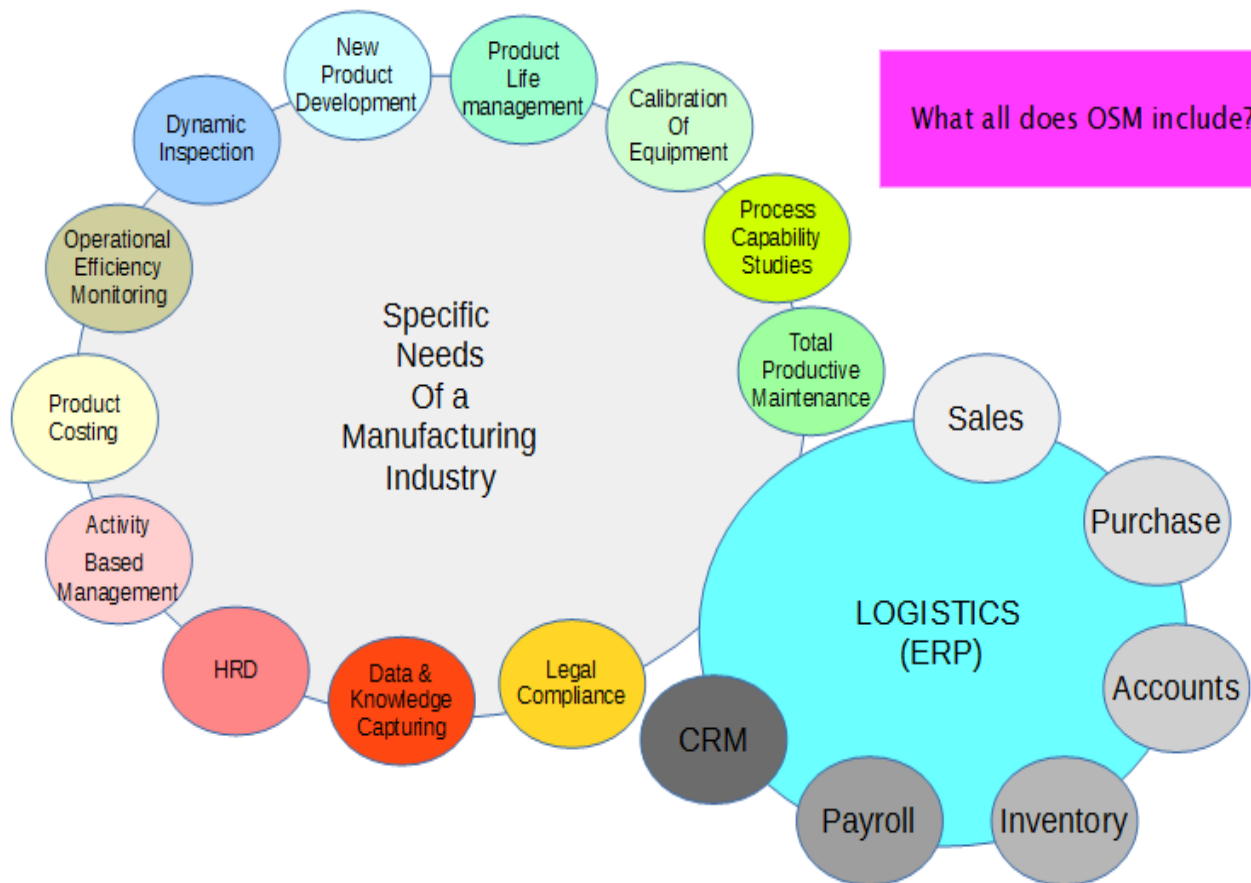 New
Product
Development
Product
Life
management
Calibration
Of
Equipment
What all does OSM include?
Dynamic
Inspection
Process
Capability
Studies
Operational
Efficiency
Monitoring
Specific
Needs
Of a
Manufacturing
Industry
Total
Productive
Maintenance
Product
Costing
Sales
Purchase
Activity
Based
Management
LOGISTICS
(ERP)
HRD
Data &
Knowledge
Capturing
Legal
Compliance
Accounts
CRM
Payroll
Inventory